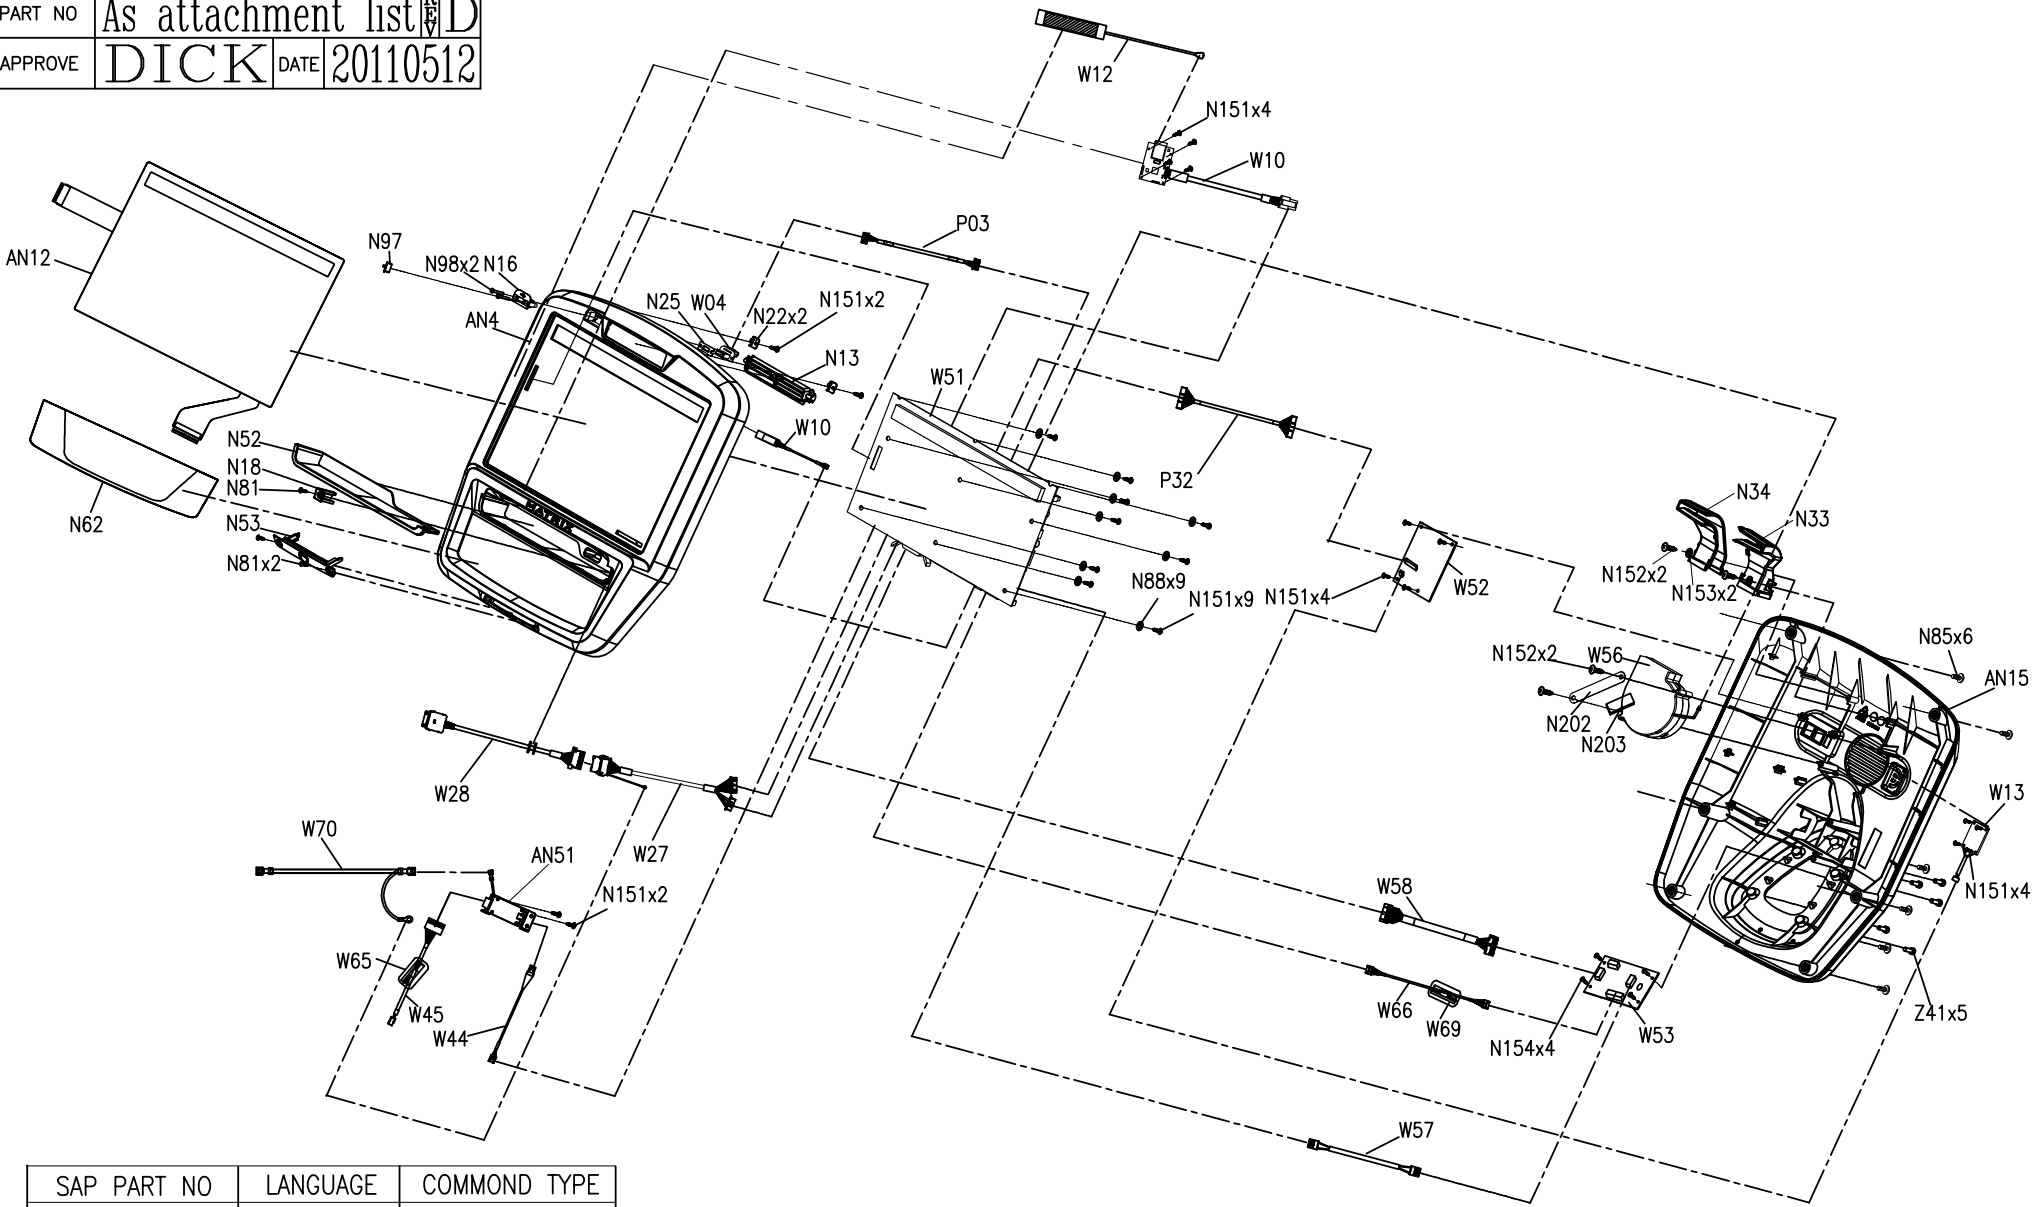 PART NO As attachment list REV D
APPROVE DICK DATE 20110512
W12
N151x4
W10
P03
AN12
N97
N98x2 N16
AN4
N25 W04
N22x2
N151x2
N13
W51
W10
P32
N52
N18
N81
N53
N81x2
N62
MATRIX
N34
N33
N152x2
N153x2
W52
N151x4
N88x9
N151x9
N85x6
AN15
N152x2 W56
N202
N203
W13
N151x4
W28
W27
W70
AN51
N151x2
W65
W45
W44
W58
W66
W69
N154x4
W53
Z41x5
W57
SAP PART NO LANGUAGE COMMOND TYPE